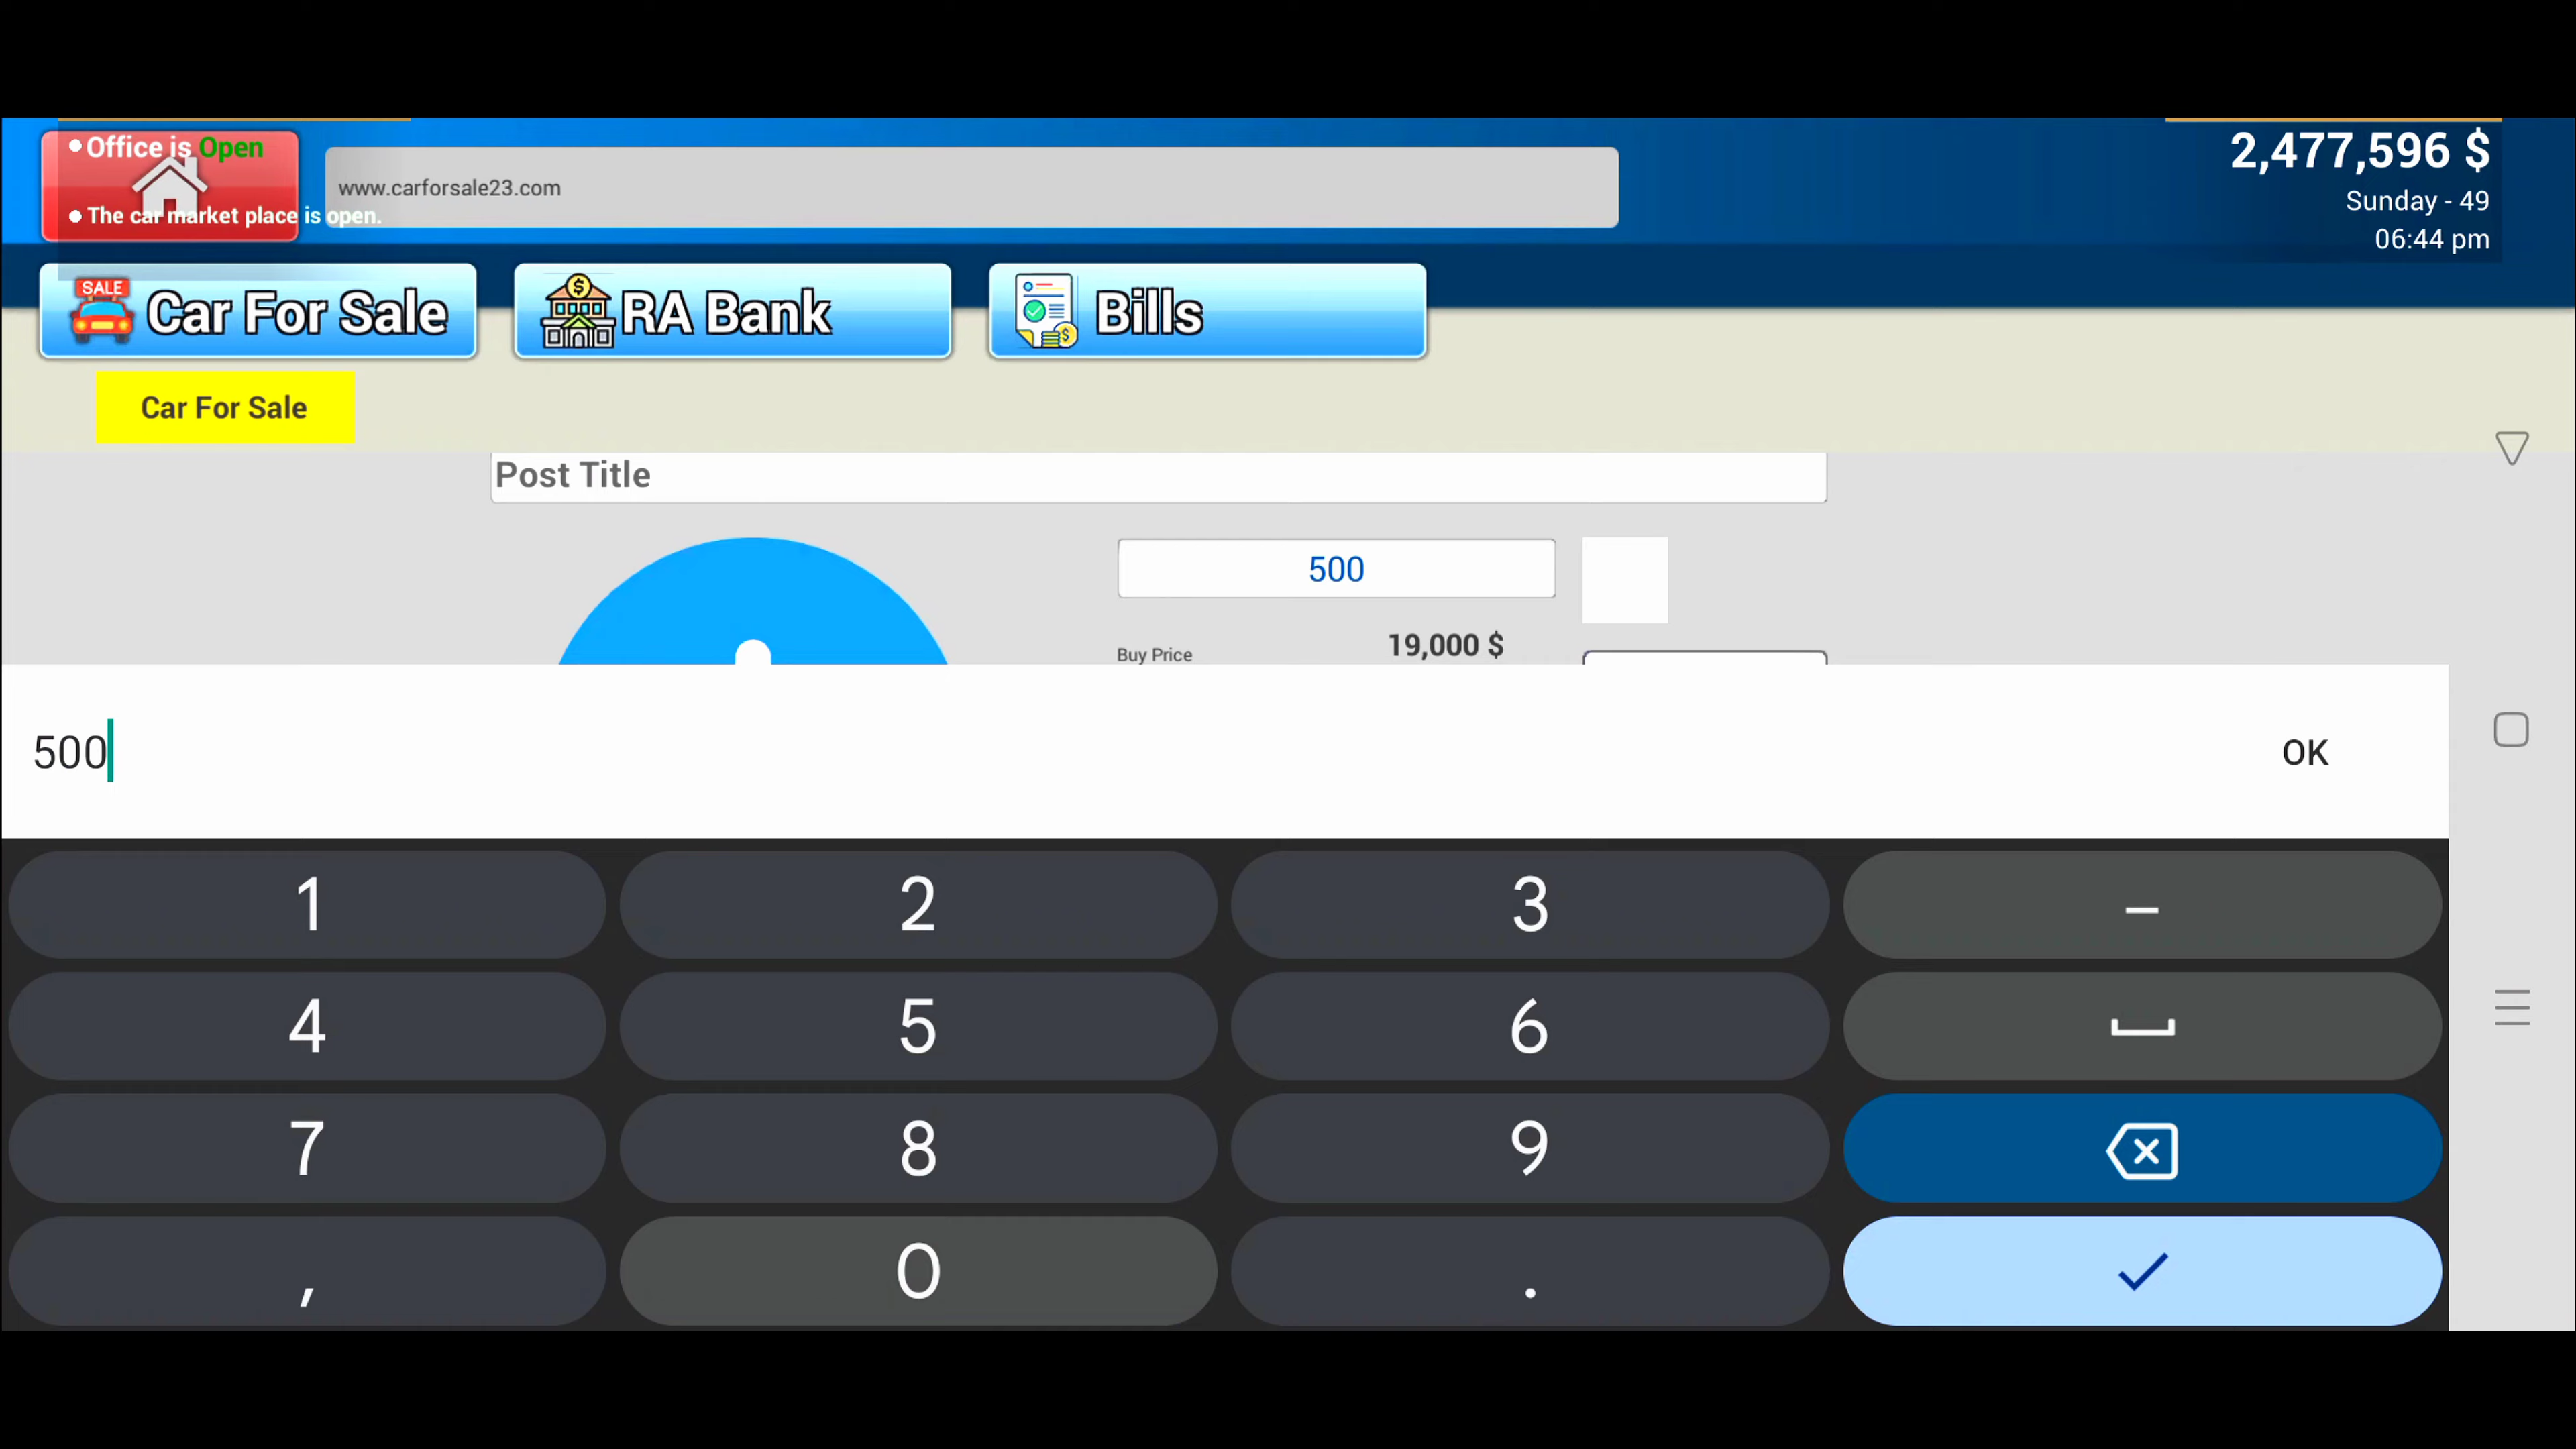 Office is Open
The car market place is open.
www.carforsale23.com
2,477,596 $
Sunday - 49
06:44 pm
SALE
Car For Sale
RA Bank
Bills
Car For Sale
Post Title
500
Buy Price
19,000 $
500
OK
1
2
3
–
4
5
6
7
8
9
,
0
.